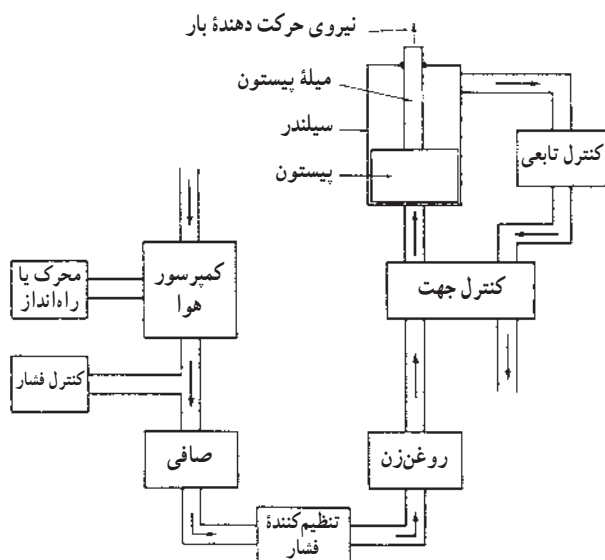 نیروی حرکت دهندهٔ بار
میلهٔ پیستون
سیلندر
پیستون
کنترل تابعی
کنترل جهت
کمپرسور
هوا
محرک یا
راه‌انداز
کنترل فشار
صافی
تنظیم‌کنندهٔ
فشار
روغن‌زن